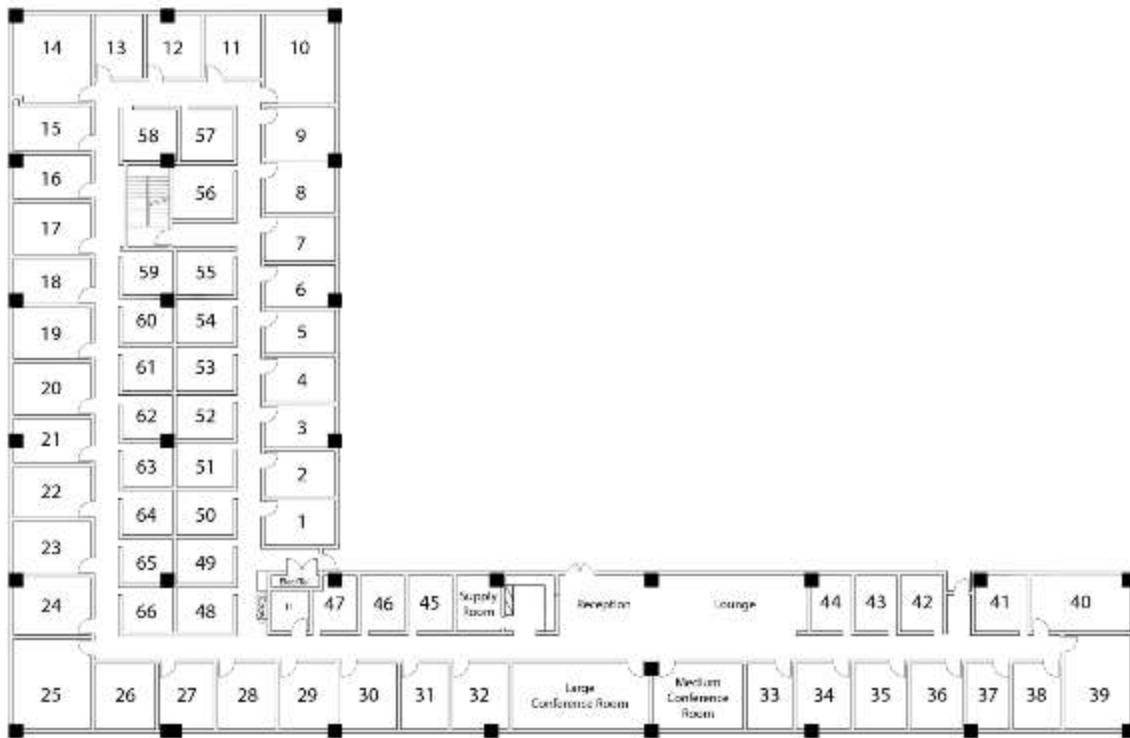 14 13 12 11 10
15 58 57 9
16 56 8
17 7
18 59 55 6
19 60 54 5
20 61 53 4
21 62 52 3
22 63 51 2
23 64 50 1
65 49
24 66 48 IT 47 46 45 Supply Room Reception Lounge 44 43 42 41 40
25 26 27 28 29 30 31 32 Large Conference Room Medium Conference Room 33 34 35 36 37 38 39